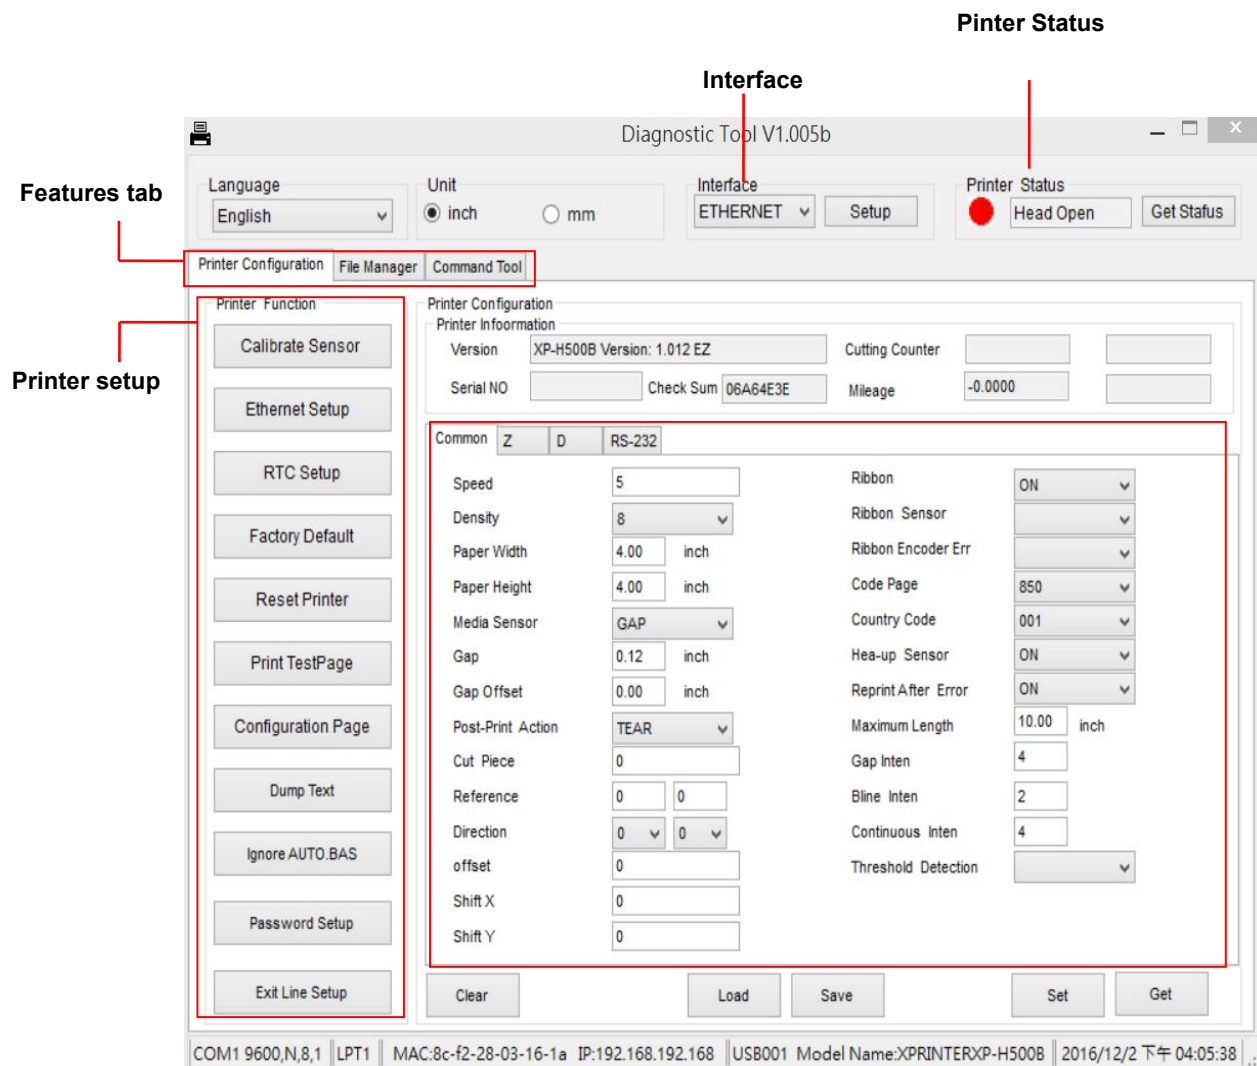 Pinter Status
Interface
Diagnostic Tool V1.005b
Features tab
Language
Unit
Interface
Printer Status
English
inch
mm
ETHERNET
Setup
Head Open
Get Status
Printer Configuration
File Manager
Command Tool
Printer setup
Printer Function
Calibrate Sensor
Ethernet Setup
RTC Setup
Factory Default
Reset Printer
Print TestPage
Configuration Page
Dump Text
Ignore AUTO.BAS
Password Setup
Exit Line Setup
Printer Configuration
Printer Infoormation
Version XP-H500B Version: 1.012 EZ Cutting Counter
Serial NO Check Sum 06A64E3E Mileage -0.0000
Common Z D RS-232
Speed 5
Density 8
Paper Width 4.00 inch
Paper Height 4.00 inch
Media Sensor GAP
Gap 0.12 inch
Gap Offset 0.00 inch
Post-Print Action TEAR
Cut Piece 0
Reference 0 0
Direction 0 0
offset 0
Shift X 0
Shift Y 0
Ribbon ON
Ribbon Sensor
Ribbon Encoder Err
Code Page 850
Country Code 001
Hea-up Sensor ON
Reprint After Error ON
Maximum Length 10.00 inch
Gap Inten 4
Bline Inten 2
Continuous Inten 4
Threshold Detection
Clear Load Save Set Get
COM1 9600,N,8,1 LPT1 MAC:8c-f2-28-03-16-1a IP:192.168.192.168 USB001 Model Name:XPRINTERXP-H500B 2016/12/2 下午 04:05:38